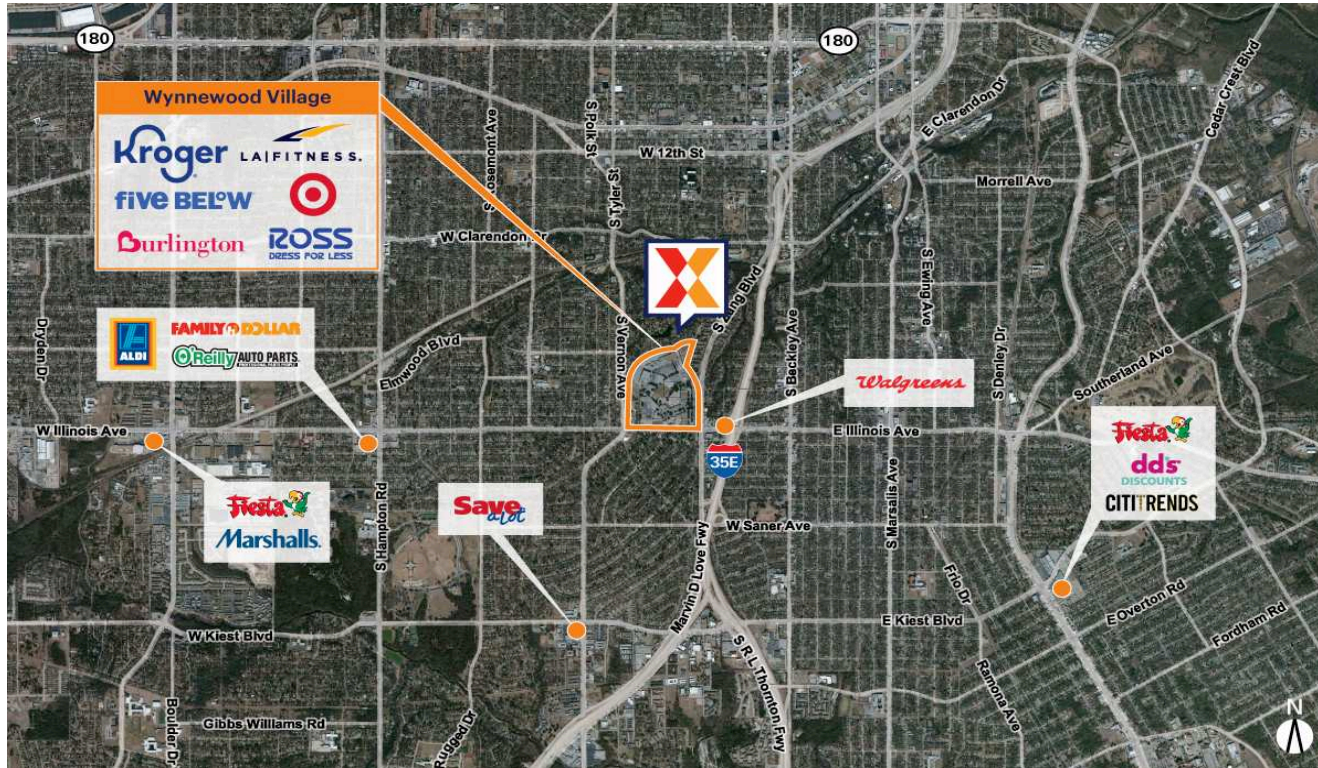 180
180
Wynnewood Village
Kroger
LA|FITNESS.
five BELOW
Burlington
ROSS
DRESS FOR LESS
S Rosemont Ave
S Polk St
S Tyler St
W 12th St
E Clarendon Dr
Cedar Crest Blvd
Morrell Ave
W Clarendon Dr
S Zang Blvd
S Ewing Ave
S Vernon Ave
S Beckley Ave
S Denley Dr
Southerland Ave
Dryden Dr
ALDI
FAMILY DOLLAR
O'Reilly AUTO PARTS
Elmwood Blvd
Walgreens
W Illinois Ave
E Illinois Ave
35E
Fiesta
Marshalls.
S Hampton Rd
Save
a lot
W Saner Ave
S Marsalis Ave
Fiesta
dd's
DISCOUNTS
CITITRENDS
Marvin D Love Fwy
Frio Dr
W Kiest Blvd
E Kiest Blvd
E Overton Rd
Fordham Rd
S R L Thornton Fwy
Ramona Ave
Gibbs Williams Rd
Boulder Dr
Rugged Dr
N